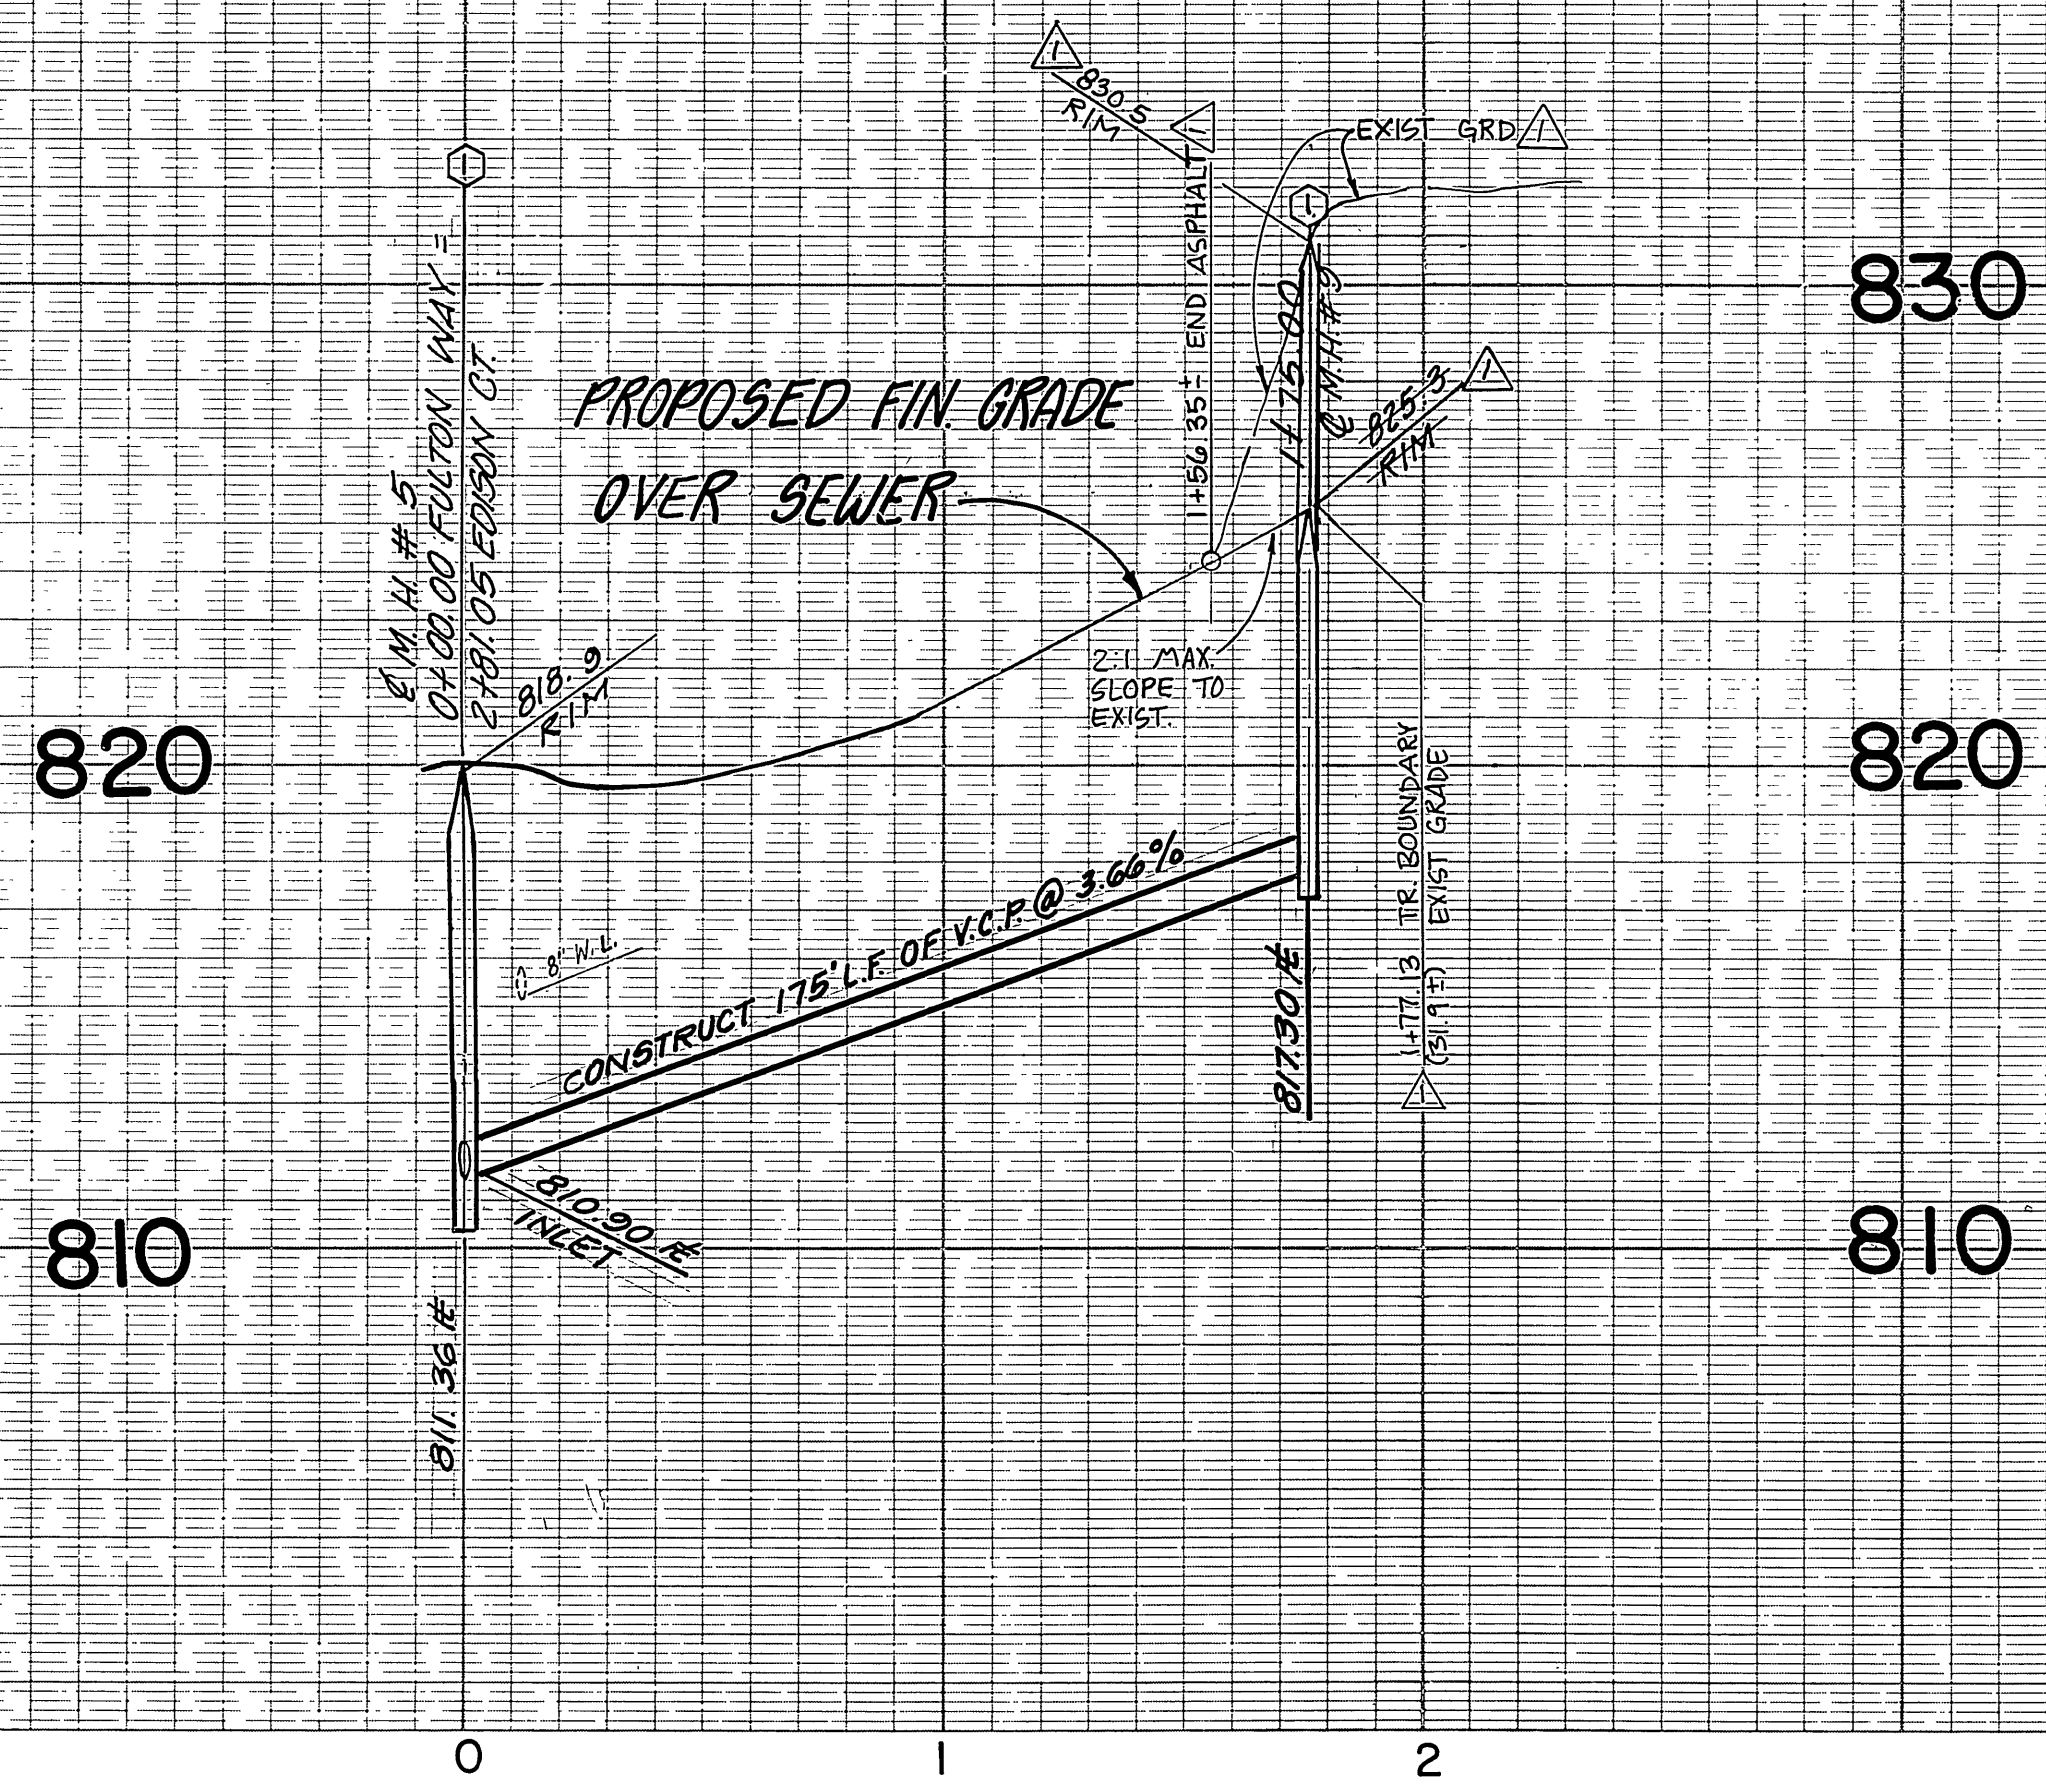 1
830.5
RIM
1
EXIST GRD 1
1
1
℄ M.H. # 5
0+00.00 FULTON WAY =
2+81.05 EDISON CT.
818.9
RIM
PROPOSED FIN. GRADE
OVER SEWER
1+56.35± END ASPHALT
1+75.00
℄ M.H. #9
825.3
RIM
1
830
2:1 MAX.
SLOPE TO
EXIST.
820
820
8" W.L.
CONSTRUCT 175' L.F. OF V.C.P. @ 3.66%
817.30
1+77.13 TR. BOUNDARY
(31.9±) EXIST GRADE
1
810.90
INLET
811.36
810
810
0
1
2